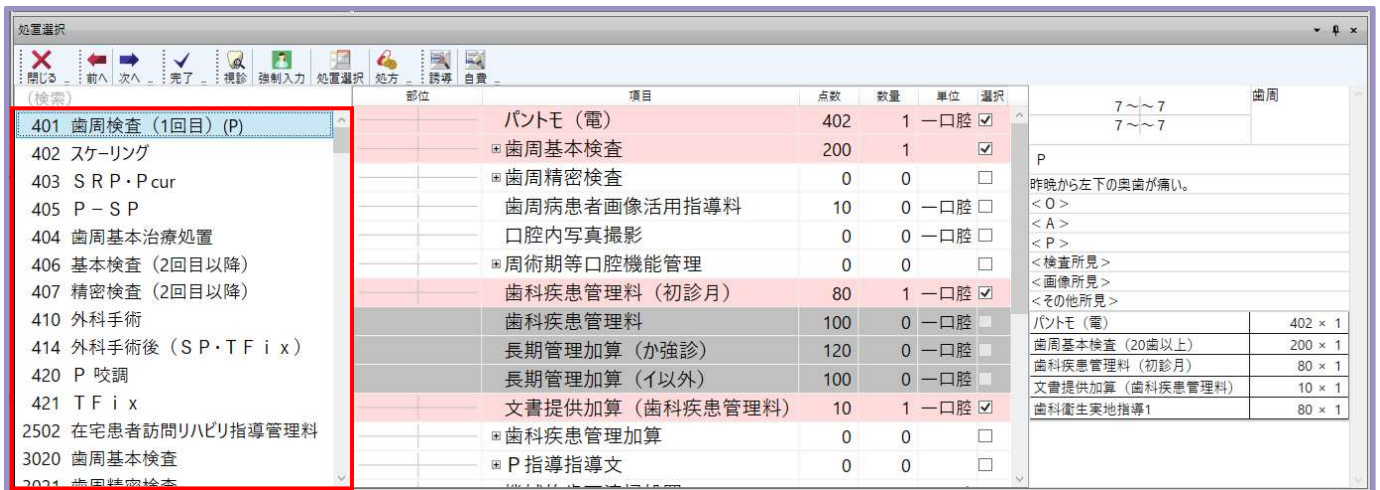 処置選択
閉じる 前へ 次へ 完了 視診 強制入力 処置選択 処方 誘導 自費
(検索)
401 歯周検査（1回目）(P)
402 スケーリング
403 ＳＲＰ・Ｐcur
405 Ｐ－ＳＰ
404 歯周基本治療処置
406 基本検査（2回目以降）
407 精密検査（2回目以降）
410 外科手術
414 外科手術後（ＳＰ・ＴＦｉｘ）
420 Ｐ 咬調
421 ＴＦｉｘ
2502 在宅患者訪問リハビリ指導管理料
3020 歯周基本検査
3021 歯周精密検査
部位 項目 点数 数量 単位 選択
パントモ（電） 402 1 一口腔
歯周基本検査 200 1
歯周精密検査 0 0
歯周病患者画像活用指導料 10 0 一口腔
口腔内写真撮影 0 0 一口腔
周術期等口腔機能管理 0 0
歯科疾患管理料（初診月） 80 1 一口腔
歯科疾患管理料 100 0 一口腔
長期管理加算（か強診） 120 0 一口腔
長期管理加算（イ以外） 100 0 一口腔
文書提供加算（歯科疾患管理料） 10 1 一口腔
歯科疾患管理加算 0 0
Ｐ指導指導文 0 0
7～～7 歯周
7～～7
P
昨晩から左下の奥歯が痛い。
＜Ｏ＞
＜Ａ＞
＜Ｐ＞
＜検査所見＞
＜画像所見＞
＜その他所見＞
パントモ（電） 402 × 1
歯周基本検査（20歯以上） 200 × 1
歯科疾患管理料（初診月） 80 × 1
文書提供加算（歯科疾患管理料） 10 × 1
歯科衛生実地指導1 80 × 1